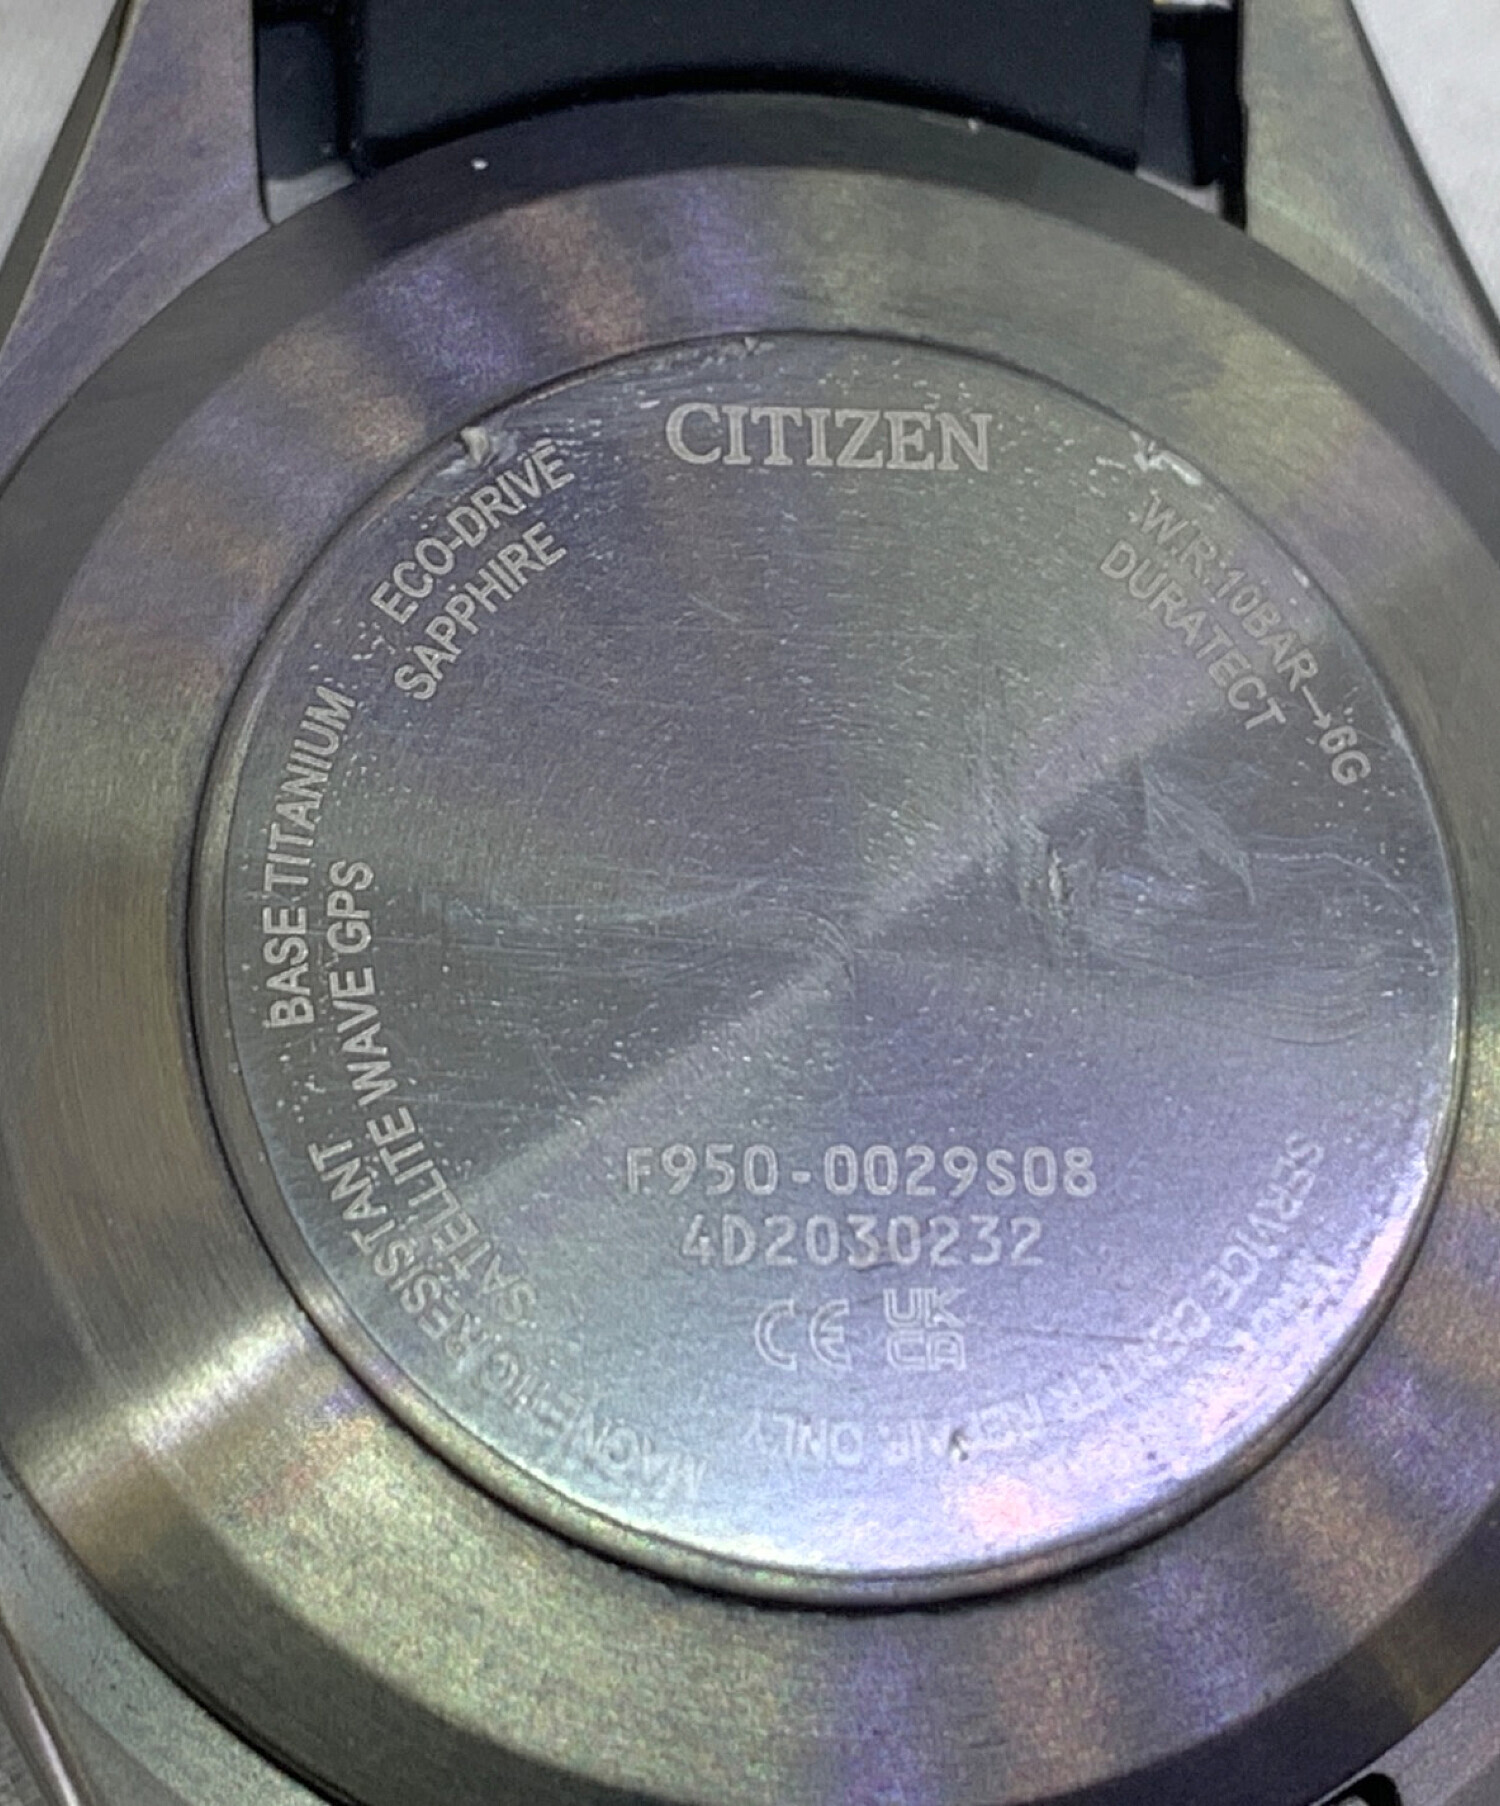 CITIZEN
ECO-DRIVE
SAPPHIRE
W.R.10BAR→6G
DURATECT
BASE TITANIUM
SATELLITE WAVE GPS
MAGNETIC RESISTANT
F950-0029S08
4D2030232
CE UK
CA
SERVICE CENTER REPAIR ONLY